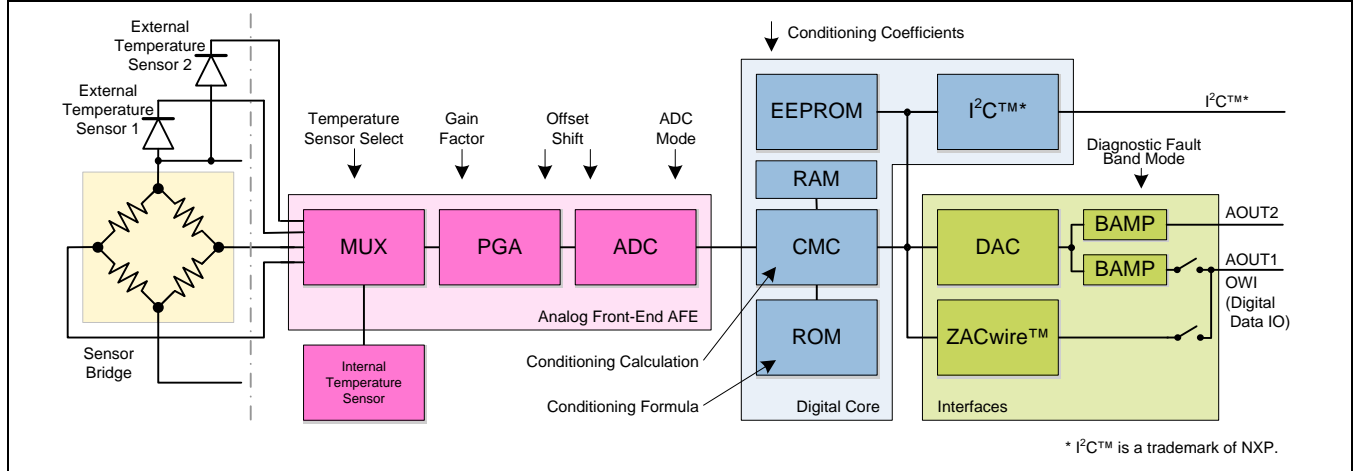 External
Temperature
Sensor 2
External
Temperature
Sensor 1
Sensor
Bridge
Temperature
Sensor Select
Gain
Factor
Offset
Shift
ADC
Mode
MUX
PGA
ADC
Analog Front-End AFE
Internal
Temperature
Sensor
Conditioning Coefficients
EEPROM
I²C™*
RAM
CMC
ROM
Conditioning Calculation
Conditioning Formula
Digital Core
I²C™*
Diagnostic Fault
Band Mode
DAC
BAMP
BAMP
ZACwire™
Interfaces
AOUT2
AOUT1
OWI
(Digital
Data IO)
* I²C™ is a trademark of NXP.